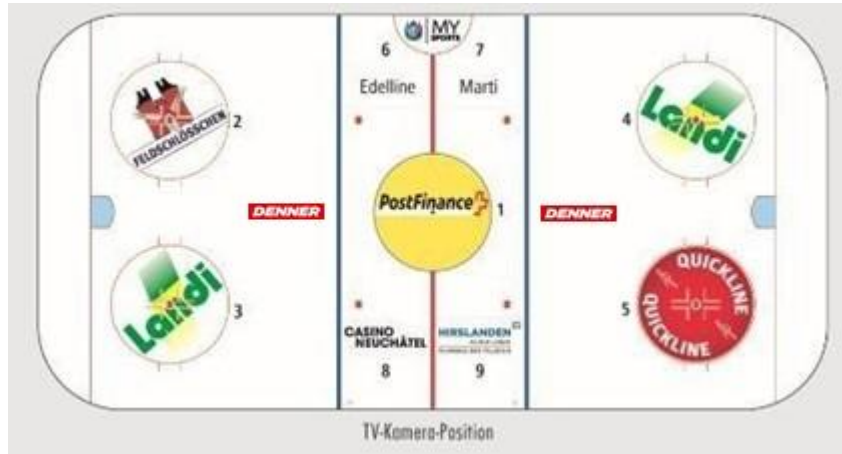 MY
SPORTS
6
7
Edelline
Marti
FELDSCHLÖSSCHEN
2
4
Landi
DENNER
PostFinance
1
DENNER
Landi
3
5
QUICKLINE
QUICKLINE
CASINO
NEUCHÂTEL
HIRSLANDEN
8
9
TV-Kamera-Position